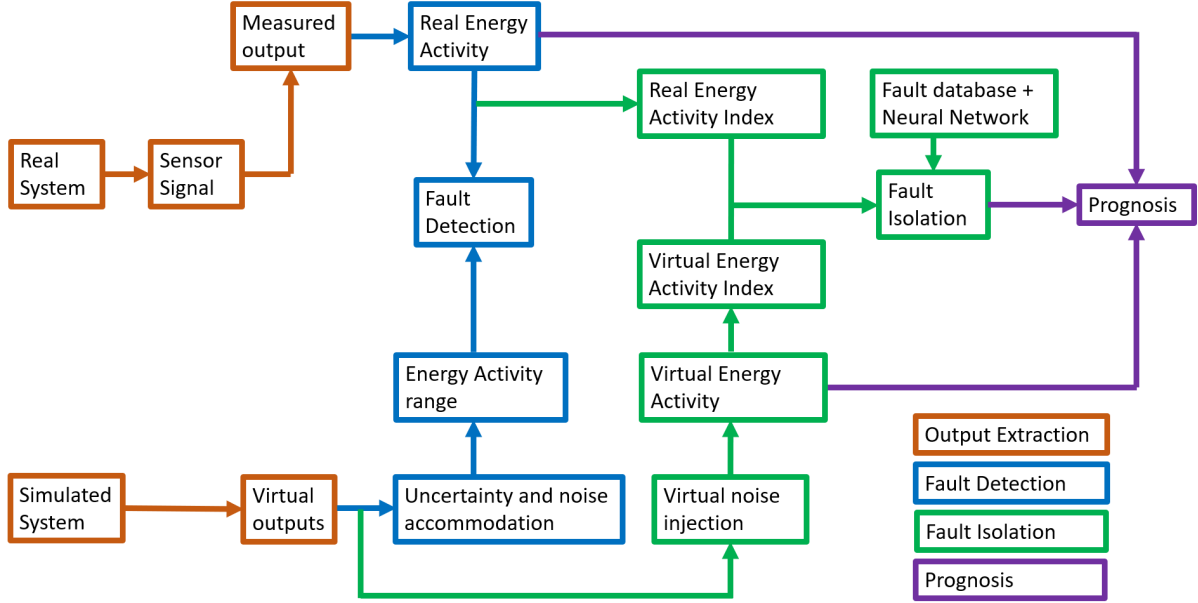 Measured
output
Real Energy
Activity
Real Energy
Activity Index
Fault database +
Neural Network
Real
System
Sensor
Signal
Fault
Detection
Fault
Isolation
Prognosis
Virtual Energy
Activity Index
Energy Activity
range
Virtual Energy
Activity
Simulated
System
Virtual
outputs
Uncertainty and noise
accommodation
Virtual noise
injection
Output Extraction
Fault Detection
Fault Isolation
Prognosis